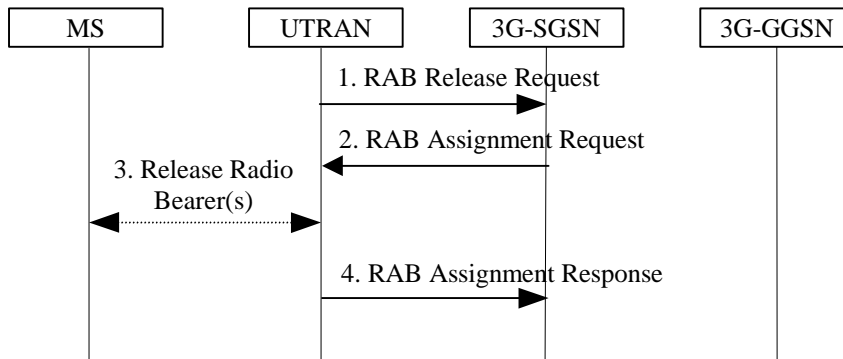 MS
UTRAN
3G-SGSN
3G-GGSN
1. RAB Release Request
2. RAB Assignment Request
3. Release Radio
Bearer(s)
4. RAB Assignment Response